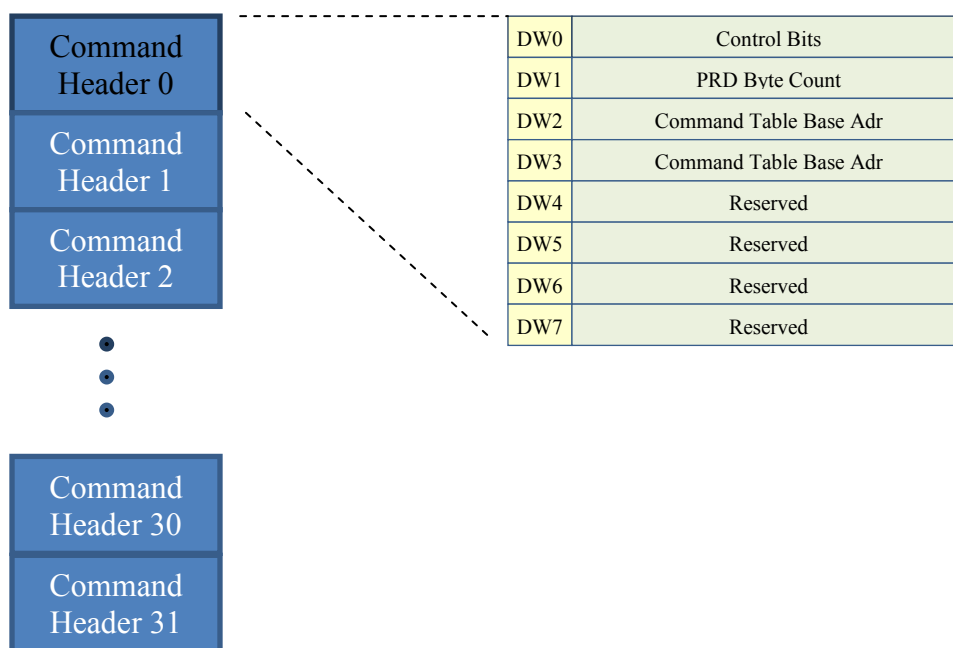 Command
Header 0
Command
Header 1
Command
Header 2
Command
Header 30
Command
Header 31
DW0 Control Bits
DW1 PRD Byte Count
DW2 Command Table Base Adr
DW3 Command Table Base Adr
DW4 Reserved
DW5 Reserved
DW6 Reserved
DW7 Reserved